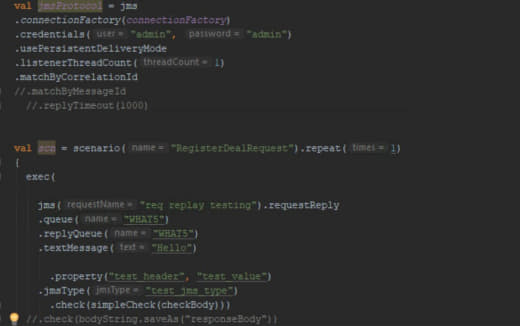 val jmsProtocol = jms
.connectionFactory(connectionFactory)
.credentials( user = "admin", password = "admin")
.usePersistentDeliveryMode
.listenerThreadCount( threadCount = 1)
.matchByCorrelationId
//.matchByMessageId
//.replyTimeout(1000)
val scn = scenario( name = "RegisterDealRequest").repeat( times = 1)
{
exec(
jms( requestName = "req replay testing").requestReply
.queue( name = "WHAT5")
.replyQueue( name = "WHAT5")
.textMessage( text = "Hello")
.property("test_header", "test_value")
.jmsType( jmsType = "test_jms_type")
.check(simpleCheck(checkBody)))
//.check(bodyString.saveAs("responseBody"))